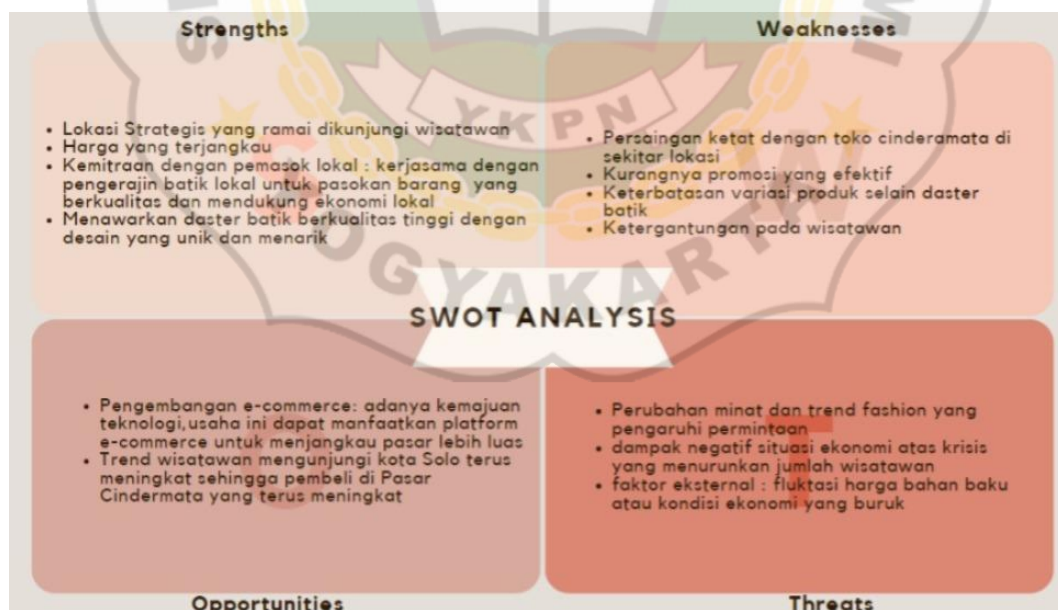 Strengths
• Lokasi Strategis yang ramai dikunjungi wisatawan
• Harga yang terjangkau
• Kemitraan dengan pemasok lokal : kerjasama dengan
pengerajin batik lokal untuk pasokan barang yang
berkualitas dan mendukung ekonomi lokal
• Menawarkan daster batik berkualitas tinggi dengan
desain yang unik dan menarik
S
Weaknesses
• Persaingan ketat dengan toko cinderamata di
sekitar lokasi
• Kurangnya promosi yang efektif
• Keterbatasan variasi produk selain daster
batik
• Ketergantungan pada wisatawan
W
YKPN
YOGYAKARTA
SWOT ANALYSIS
• Pengembangan e-commerce: adanya kemajuan
teknologi,usaha ini dapat manfaatkan platform
e-commerce untuk menjangkau pasar lebih luas
• Trend wisatawan mengunjungi kota Solo terus
meningkat sehingga pembeli di Pasar
Cindermata yang terus meningkat
O
Opportunities
• Perubahan minat dan trend fashion yang
pengaruhi permintaan
• dampak negatif situasi ekonomi atas krisis
yang menurunkan jumlah wisatawan
• faktor eksternal : fluktasi harga bahan baku
atau kondisi ekonomi yang buruk
T
Threats